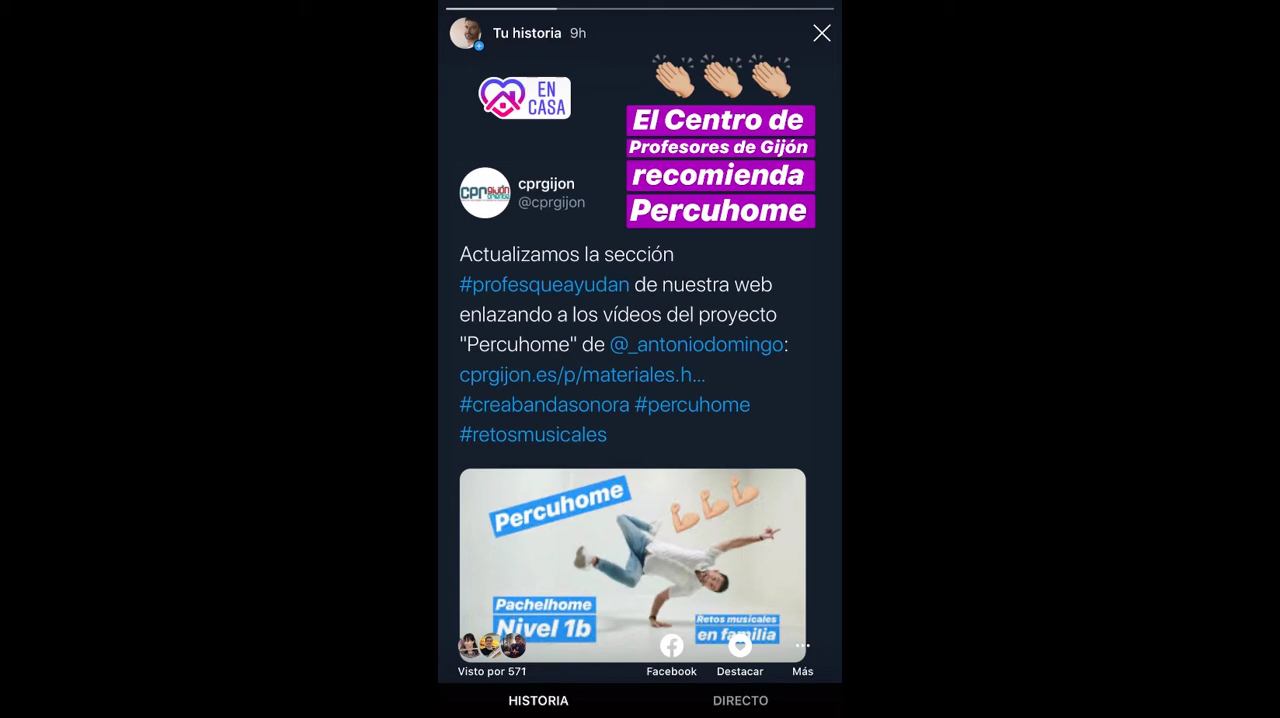 Tu historia 9h
EN
CASA
El Centro de
Profesores de Gijón
recomienda
Percuhome
cprgijon
@cprgijon
Actualizamos la sección
#profesqueayudan de nuestra web
enlazando a los vídeos del proyecto
"Percuhome" de @_antoniodomingo:
cprgijon.es/p/materiales.h...
#creabandasonora #percuhome
#retosmusicales
Percuhome
Pachelhome
Nivel 1b
Retos musicales
en familia
Visto por 571
Facebook
Destacar
Más
HISTORIA
DIRECTO